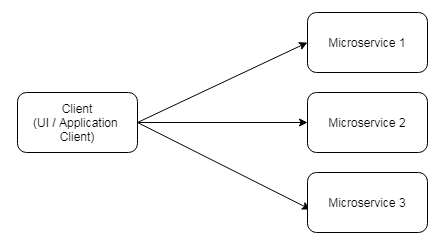 Microservice 1
Client
(UI / Application
Client)
Microservice 2
Microservice 3